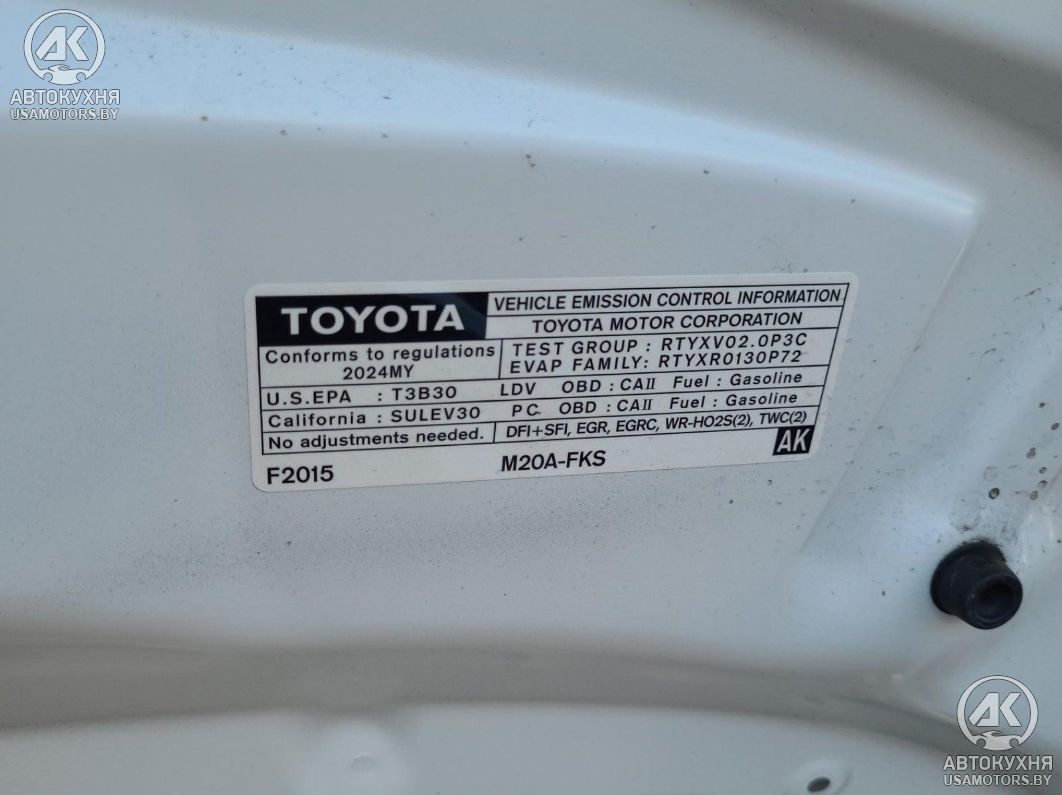 AK
АВТОКУХНЯ
USAMOTORS.BY
TOYOTA
VEHICLE EMISSION CONTROL INFORMATION
TOYOTA MOTOR CORPORATION
Conforms to regulations
2024MY
TEST GROUP : RTYXV02.0P3C
EVAP FAMILY: RTYXR0130P72
U.S.EPA : T3B30 LDV OBD : CAII Fuel : Gasoline
California : SULEV30 PC OBD : CAII Fuel : Gasoline
No adjustments needed. DFI+SFI, EGR, EGRC, WR-HO2S(2), TWC(2)
F2015 M20A-FKS AK
AK
АВТОКУХНЯ
USAMOTORS.BY